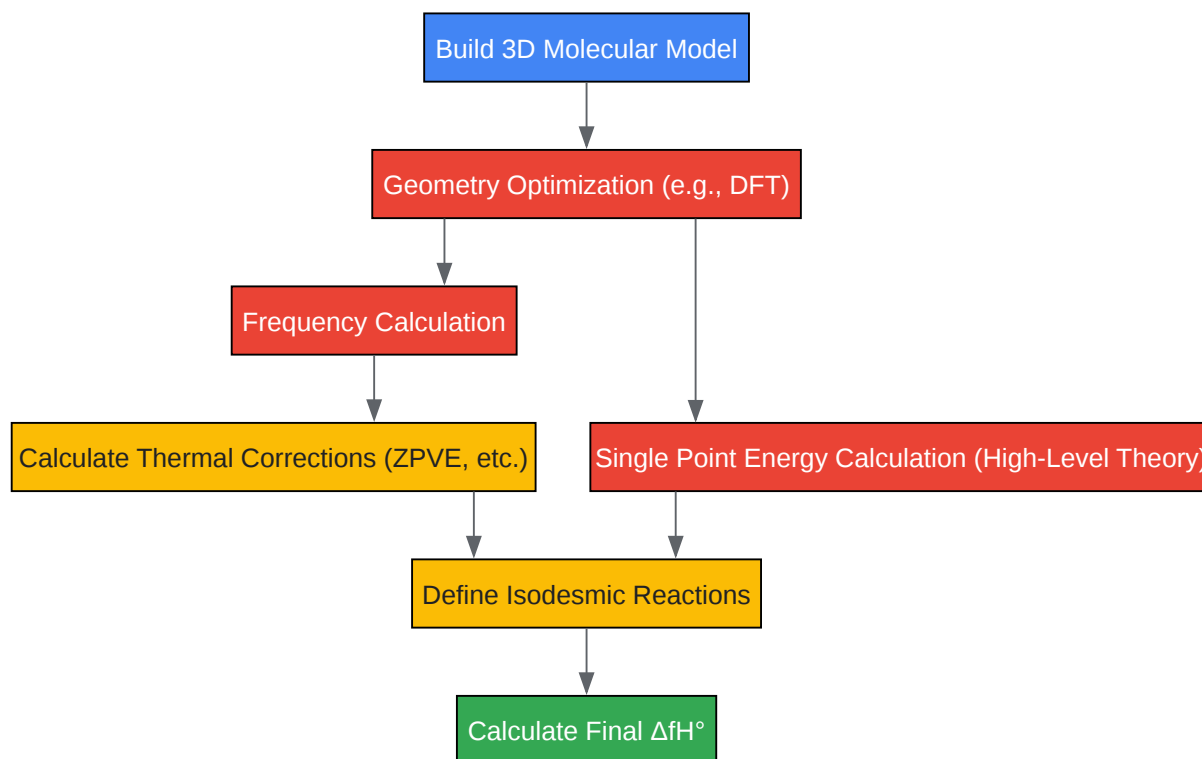 Build 3D Molecular Model
Geometry Optimization (e.g., DFT)
Frequency Calculation
Calculate Thermal Corrections (ZPVE, etc.)
Single Point Energy Calculation (High-Level Theory)
Define Isodesmic Reactions
Calculate Final ΔfH°